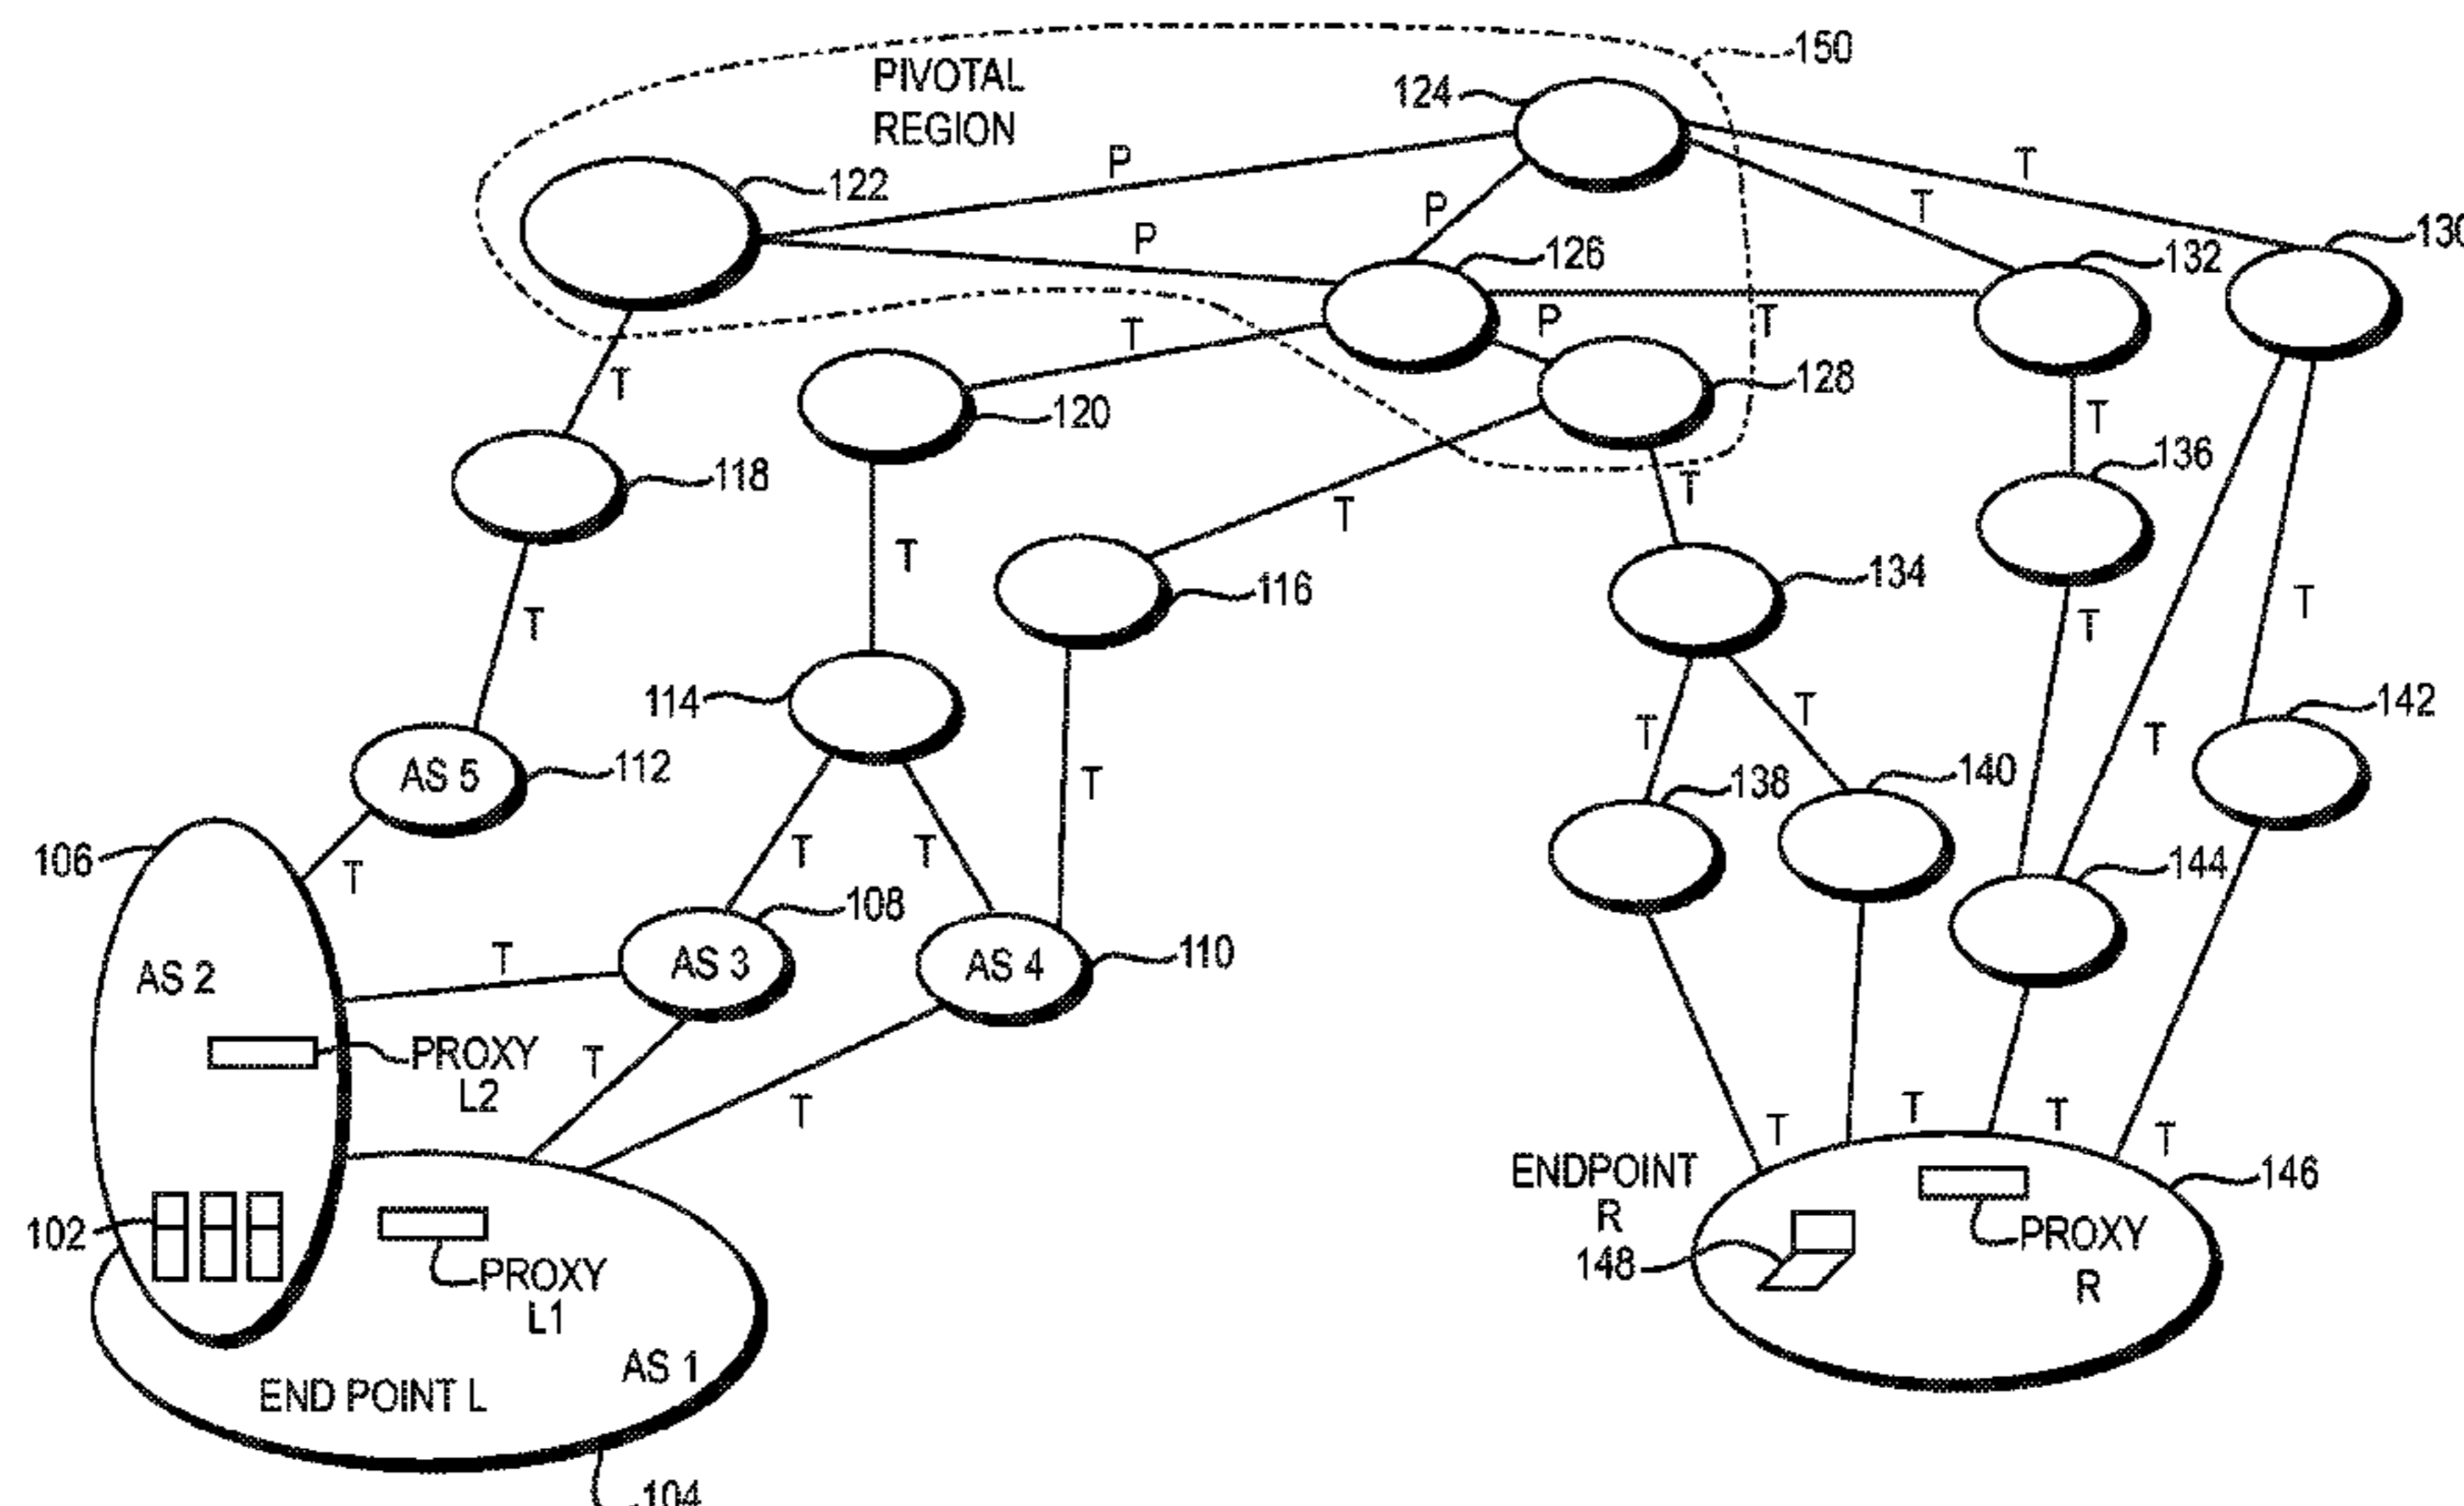 PIVOTAL
REGION
150
124
P
T
122
T
P
P
130
132
126
T
P
T
T
128
120
T
136
118
T
T
T
116
134
T
T
T
114
142
T
T
T
AS 5
112
T
138
140
106
T
T
T
144
108
AS 2
T
AS 3
AS 4
110
PROXY
L2
T
T
T
T
T
T
ENDPOINT
R
146
102
148
PROXY
R
PROXY
L1
AS 1
END POINT L
104